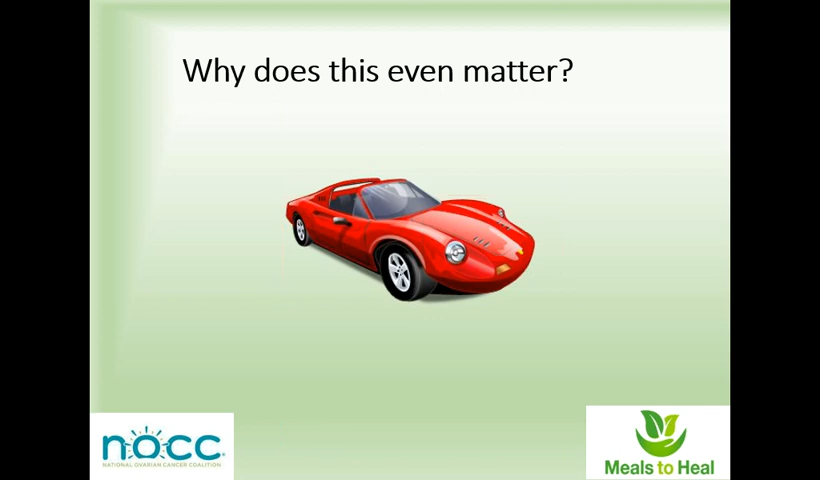 Why does this even matter?
nocc
NATIONAL OVARIAN CANCER COALITION
Meals to Heal